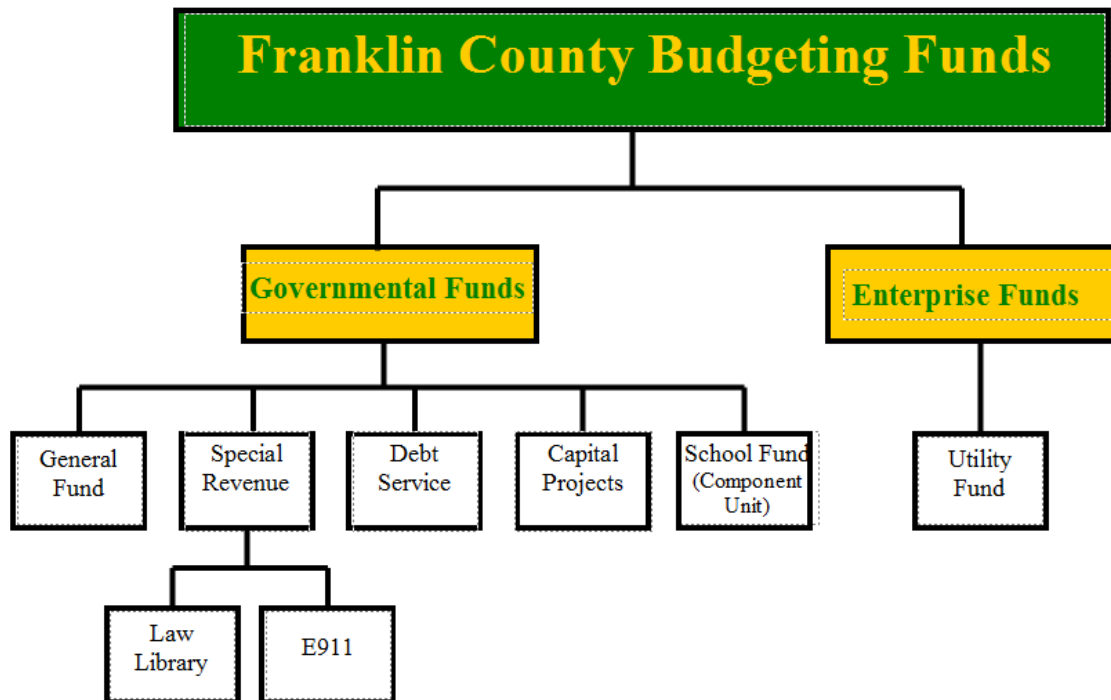 Franklin County Budgeting Funds
Governmental Funds
Enterprise Funds
General
Fund
Special
Revenue
Debt
Service
Capital
Projects
School Fund
(Component
Unit)
Utility
Fund
Law
Library
E911